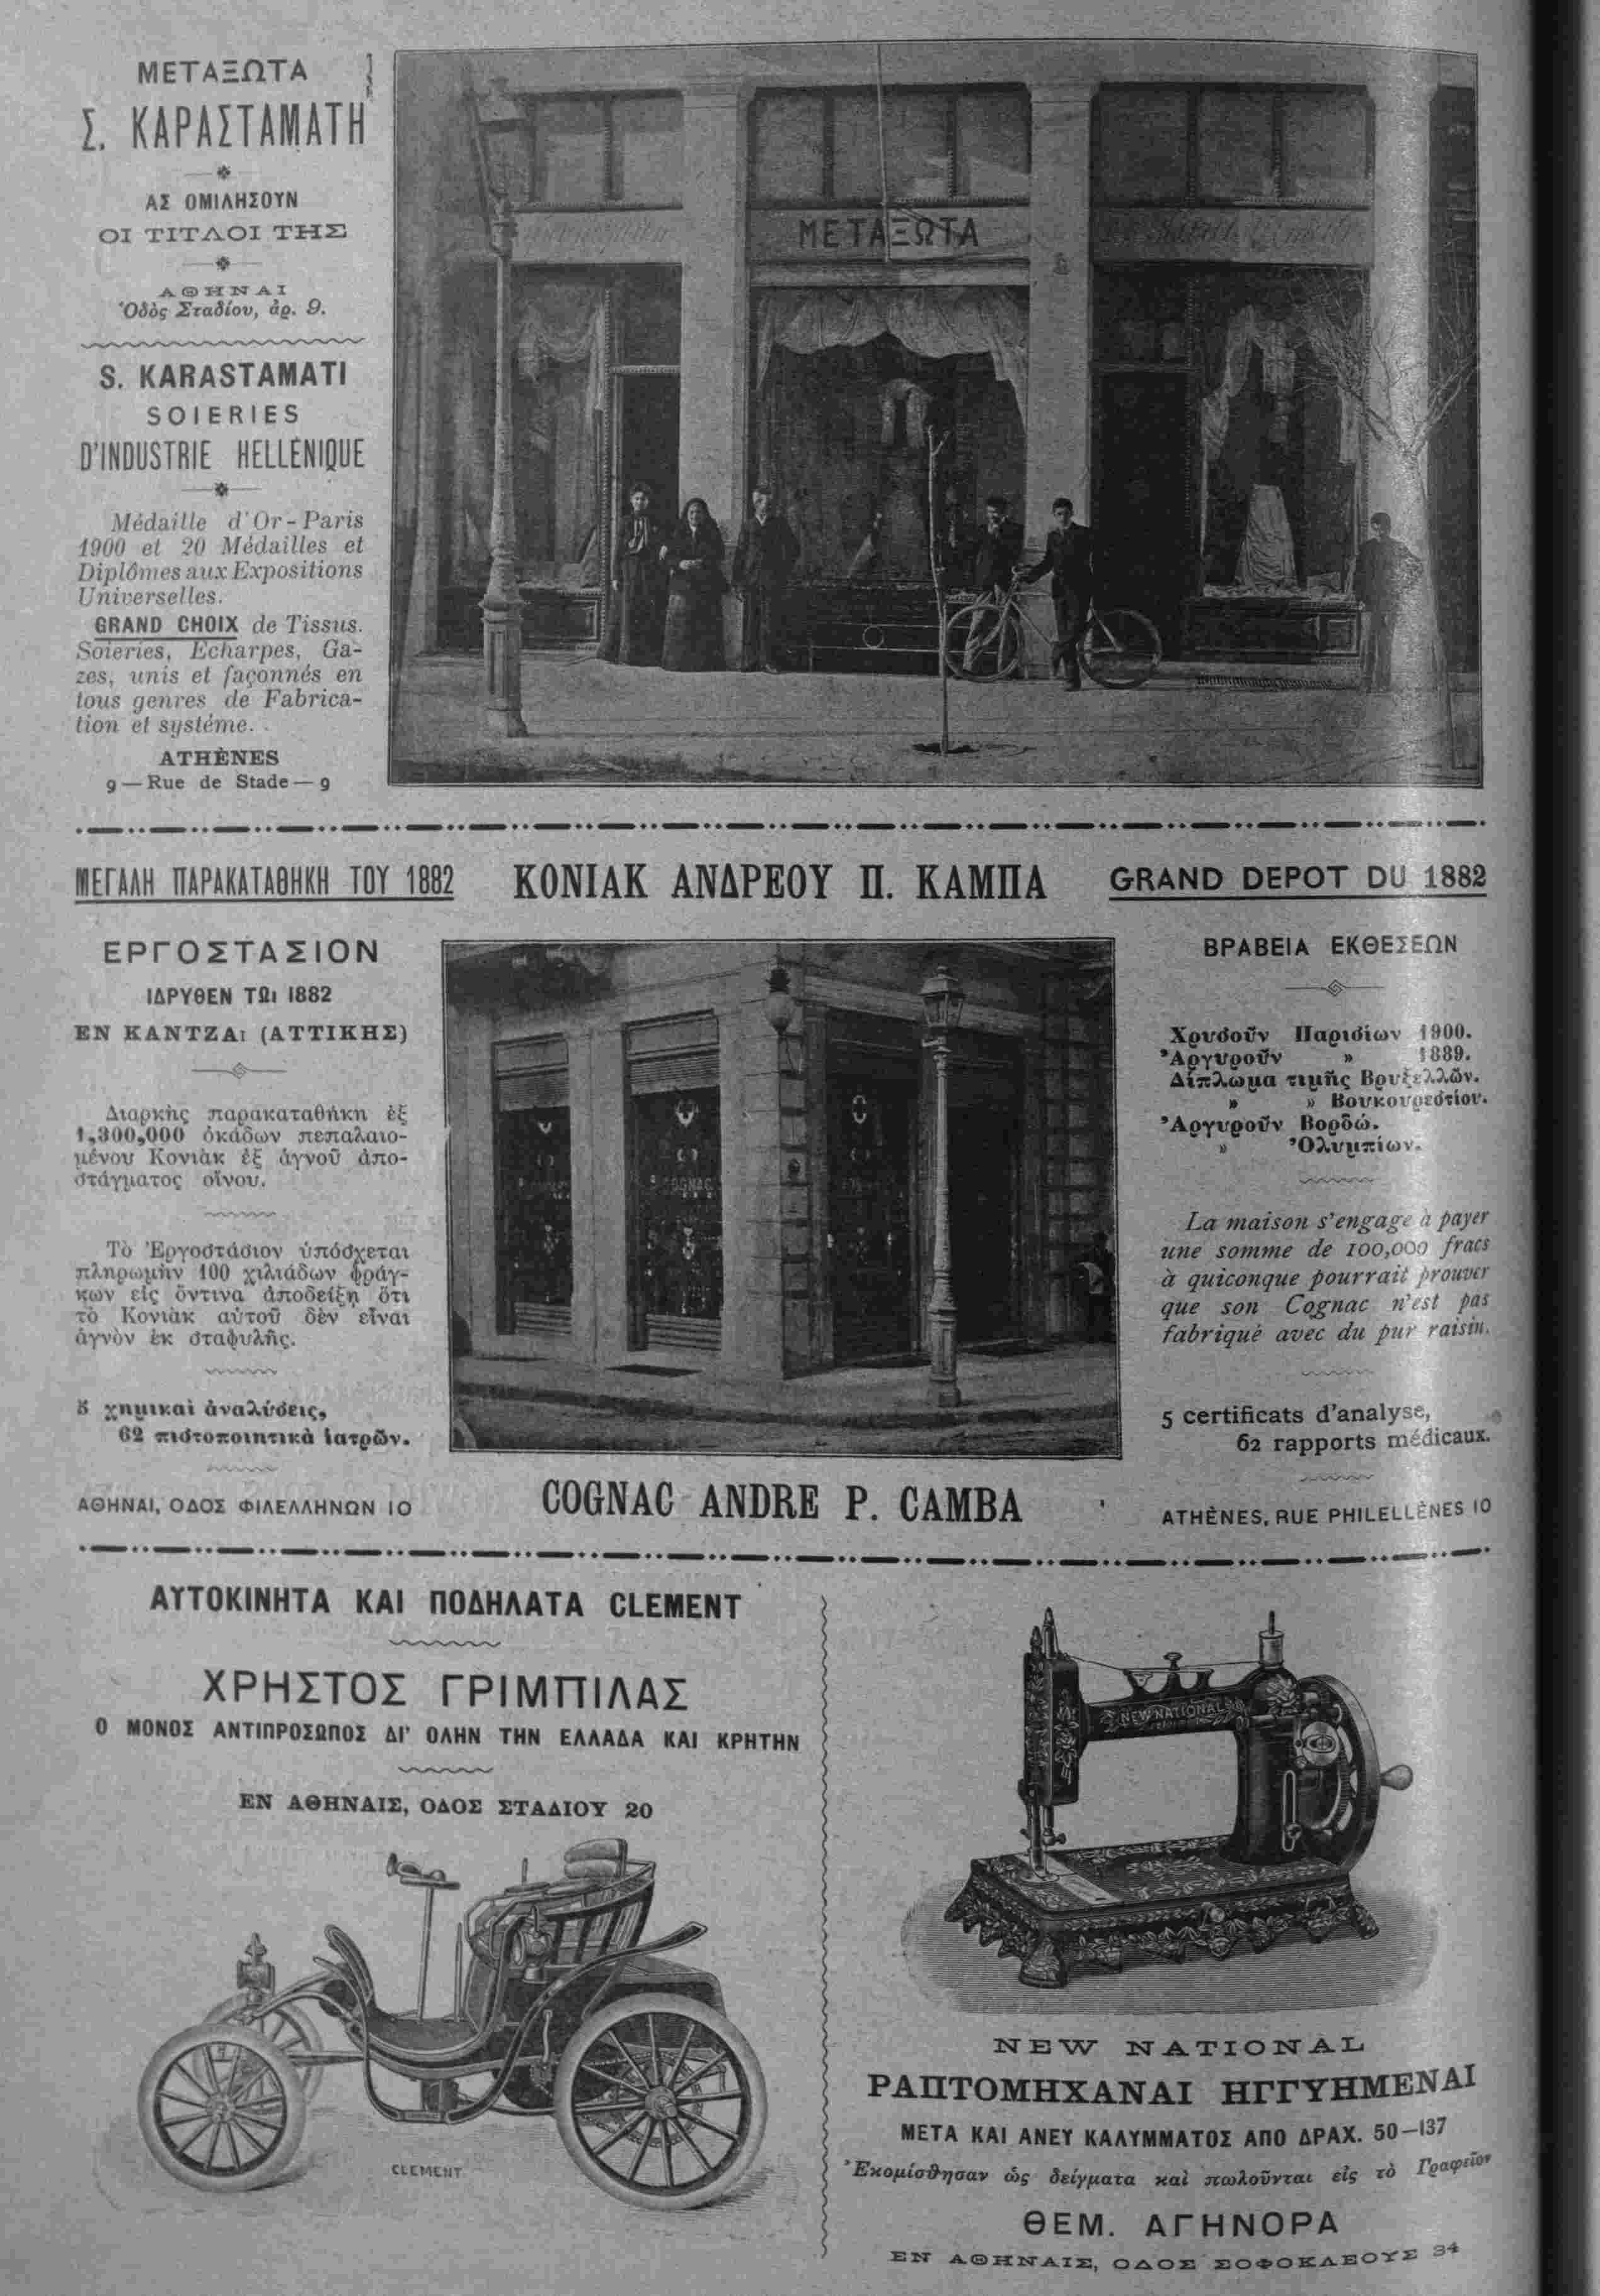 ΜΕΤΑΞΩΤΑ
Σ. ΚΑΡΑΣΤΑΜΑΤΗ
ΑΣ ΟΜΙΛΗΣΟΥΝ
ΟΙ ΤΙΤΛΟΙ ΤΗΣ
ΑΘΗΝΑΙ
Ὁδὸς Σταδίου, ἀρ. 9.
S. KARASTAMATI
SOIERIES
D'INDUSTRIE HELLÉNIQUE
Médaille d'Or - Paris
1900 et 20 Médailles et
Diplômes aux Expositions
Universelles.
GRAND CHOIX de Tissus.
Soieries, Echarpes, Ga-
zes, unis et façonnés en
tous genres de Fabrica-
tion et systéme.
ATHÈNES
9 — Rue de Stade — 9
ΜΕΤΑΞΩΤΑ
ΜΕΓΑΛΗ ΠΑΡΑΚΑΤΑΘΗΚΗ ΤΟΥ 1882
ΚΟΝΙΑΚ ΑΝΔΡΕΟΥ Π. ΚΑΜΠΑ
GRAND DEPOT DU 1882
ΕΡΓΟΣΤΑΣΙΟΝ
ΙΔΡΥΘΕΝ ΤΩι 1882
ΕΝ ΚΑΝΤΖΑι (ΑΤΤΙΚΗΣ)
Διαρκὴς παρακαταθήκη ἐξ
1,300,000 ὀκάδων πεπαλαιο-
μένου Κονιὰκ ἐξ ἁγνοῦ ἀπο-
στάγματος οἴνου.
Τὸ Ἐργοστάσιον ὑπόσχεται
πληρωμὴν 100 χιλιάδων φράγ-
κων εἰς ὅντινα ἀποδείξῃ ὅτι
τὸ Κονιὰκ αὐτοῦ δὲν εἶναι
ἁγνὸν ἐκ σταφυλῆς.
5 χημικαὶ ἀναλύσεις,
62 πιστοποιητικὰ ἰατρῶν.
ΑΘΗΝΑΙ, ΟΔΟΣ ΦΙΛΕΛΛΗΝΩΝ 10
COGNAC
COGNAC ANDRE P. CAMBA
ΒΡΑΒΕΙΑ ΕΚΘΕΣΕΩΝ
Χρυσοῦν Παρισίων 1900.
Ἀργυροῦν » 1889.
Δίπλωμα τιμῆς Βρυξελλῶν.
» » Βουκουρεστίου.
Ἀργυροῦν Βορδώ.
» Ὀλυμπίων.
La maison s'engage à payer
une somme de 100,000 fracs
à quiconque pourrait prouver
que son Cognac n'est pas
fabriqué avec du pur raisin.
5 certificats d'analyse,
62 rapports médicaux.
ATHÈNES, RUE PHILELLÈNES 10
ΑΥΤΟΚΙΝΗΤΑ ΚΑΙ ΠΟΔΗΛΑΤΑ CLEMENT
ΧΡΗΣΤΟΣ ΓΡΙΜΠΙΛΑΣ
Ο ΜΟΝΟΣ ΑΝΤΙΠΡΟΣΩΠΟΣ ΔΙ' ΟΛΗΝ ΤΗΝ ΕΛΛΑΔΑ ΚΑΙ ΚΡΗΤΗΝ
ΕΝ ΑΘΗΝΑΙΣ, ΟΔΟΣ ΣΤΑΔΙΟΥ 20
CLEMENT
NEW NATIONAL
NEW NATIONAL
ΡΑΠΤΟΜΗΧΑΝΑΙ ΗΓΓΥΗΜΕΝΑΙ
ΜΕΤΑ ΚΑΙ ΑΝΕΥ ΚΑΛΥΜΜΑΤΟΣ ΑΠΟ ΔΡΑΧ. 50—137
Ἐκομίσθησαν ὡς δείγματα καὶ πωλοῦνται εἰς τὸ Γραφεῖον
ΘΕΜ. ΑΓΗΝΟΡΑ
ΕΝ ΑΘΗΝΑΙΣ, ΟΔΟΣ ΣΟΦΟΚΛΕΟΥΣ 34